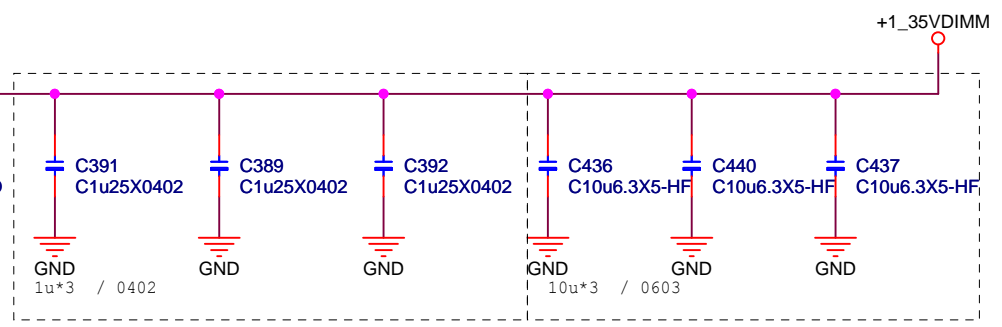 +1_35VDIMM
C391
C1u25X0402
C389
C1u25X0402
C392
C1u25X0402
C436
C10u6.3X5-HF
C440
C10u6.3X5-HF
C437
C10u6.3X5-HF
GND
GND
GND
GND
GND
GND
1u*3 / 0402
10u*3 / 0603